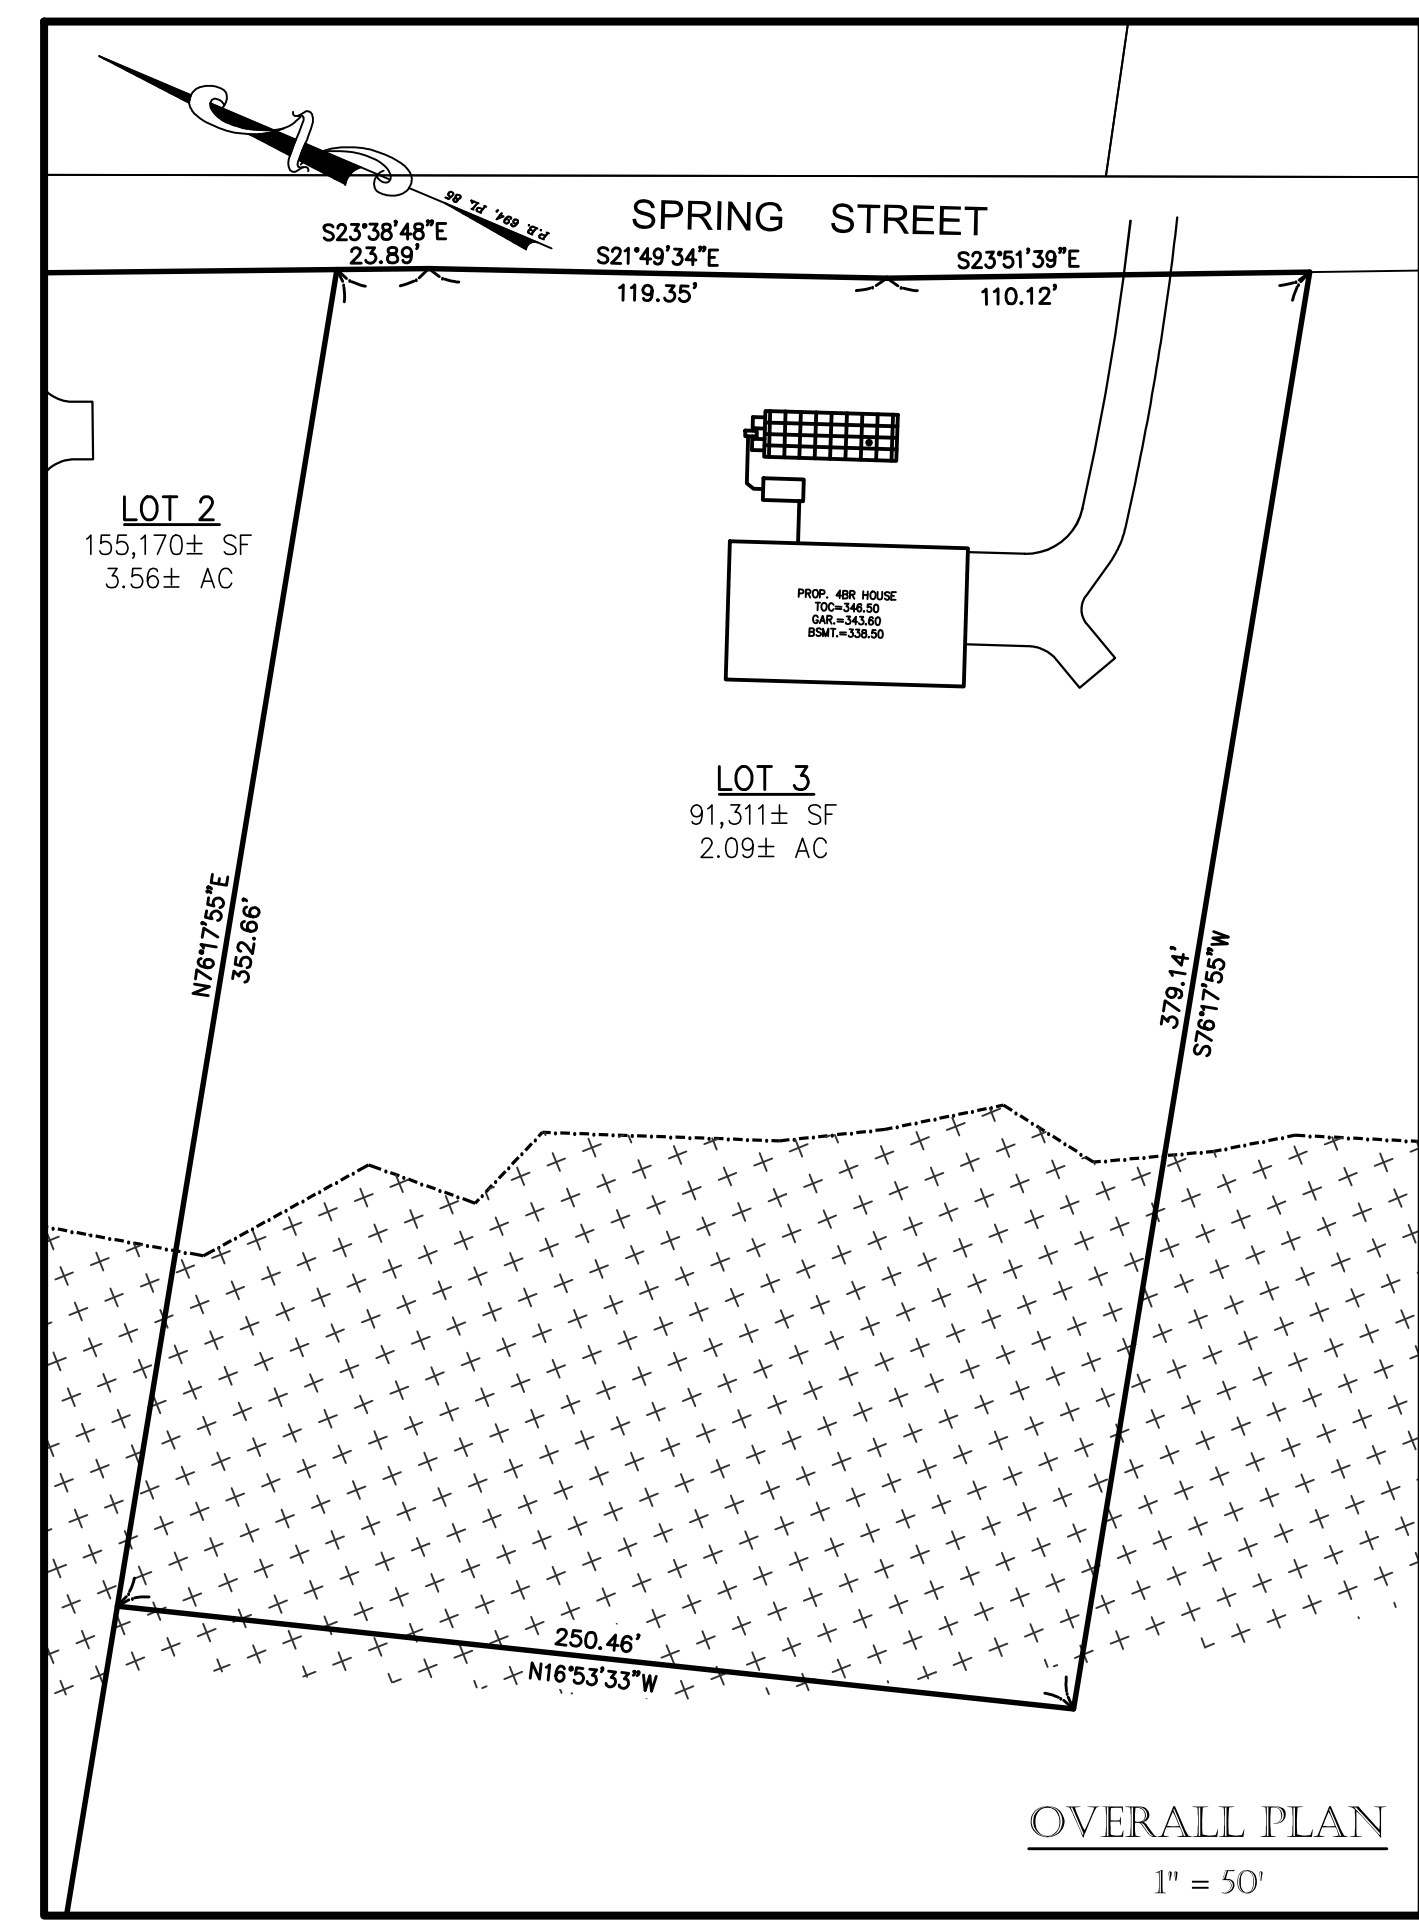 SPRING STREET
P.B. 694, PL. 86
S23°38'48"E
23.89'
S21°49'34"E
119.35'
S23°51'39"E
110.12'
LOT 2
155,170± SF
3.56± AC
PROP. 4BR HOUSE
TOC=346.50
GAR.=343.60
BSMT.=338.50
LOT 3
91,311± SF
2.09± AC
N76°17'55"E
352.66'
379.14'
S76°17'55"W
250.46'
N16°53'33"W
OVERALL PLAN
1" = 50'